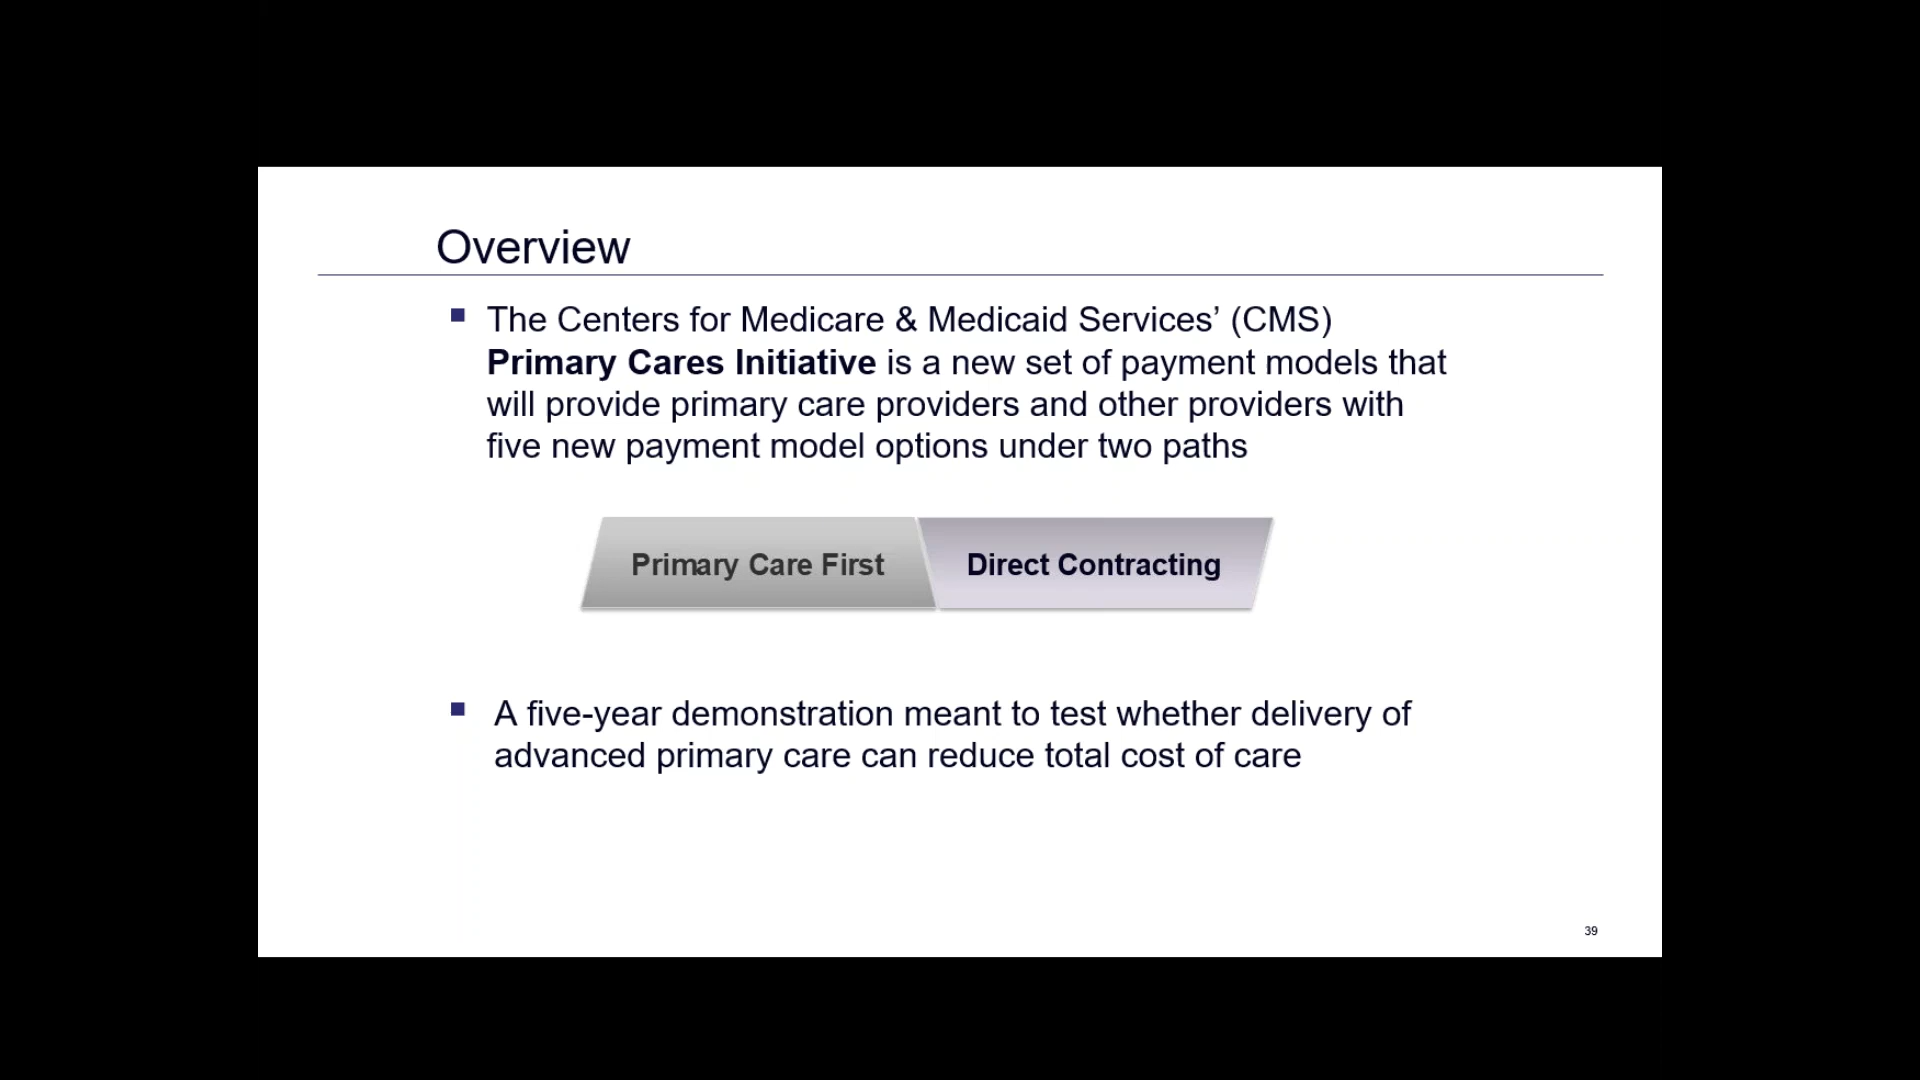 Overview
■ The Centers for Medicare & Medicaid Services’ (CMS)
Primary Cares Initiative is a new set of payment models that
will provide primary care providers and other providers with
five new payment model options under two paths
Primary Care First
Direct Contracting
■ A five-year demonstration meant to test whether delivery of
advanced primary care can reduce total cost of care
39